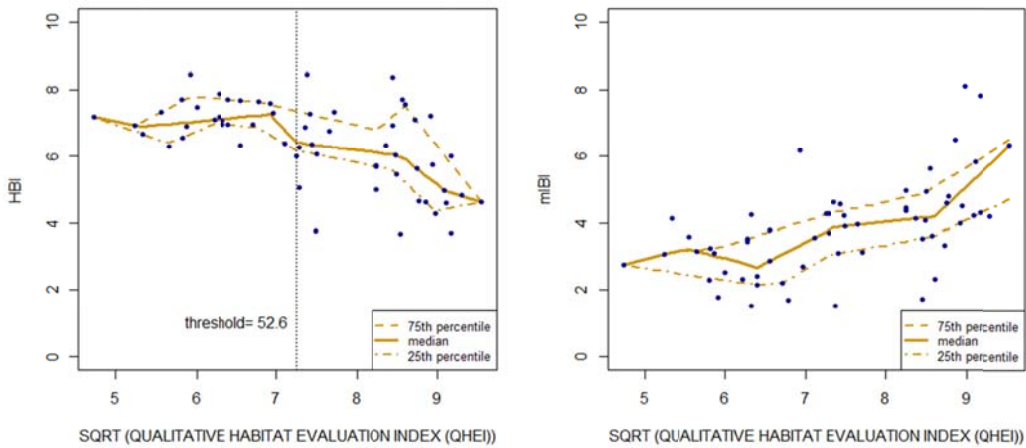 10
8
6
4
2
0
HBI
threshold= 52.6
75th percentile
median
25th percentile
5 6 7 8 9
SQRT (QUALITATIVE HABITAT EVALUATION INDEX (QHEI))
10
8
6
4
2
0
mIBI
75th percentile
median
25th percentile
5 6 7 8 9
SQRT (QUALITATIVE HABITAT EVALUATION INDEX (QHEI))